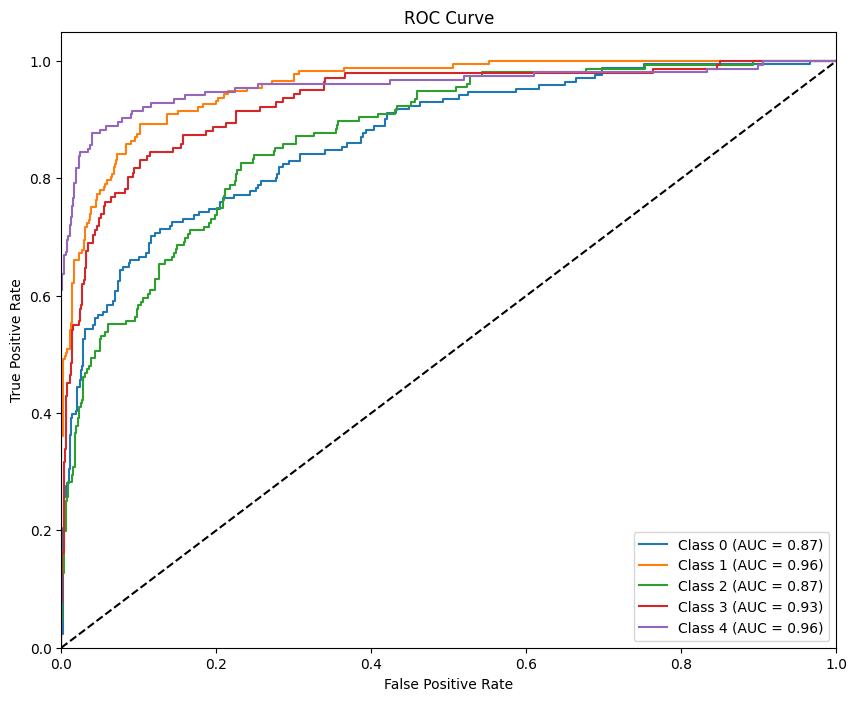 ROC Curve
1.0
0.8
0.6
0.4
0.2
0.0
True Positive Rate
0.0 0.2 0.4 0.6 0.8 1.0
False Positive Rate
Class 0 (AUC = 0.87)
Class 1 (AUC = 0.96)
Class 2 (AUC = 0.87)
Class 3 (AUC = 0.93)
Class 4 (AUC = 0.96)